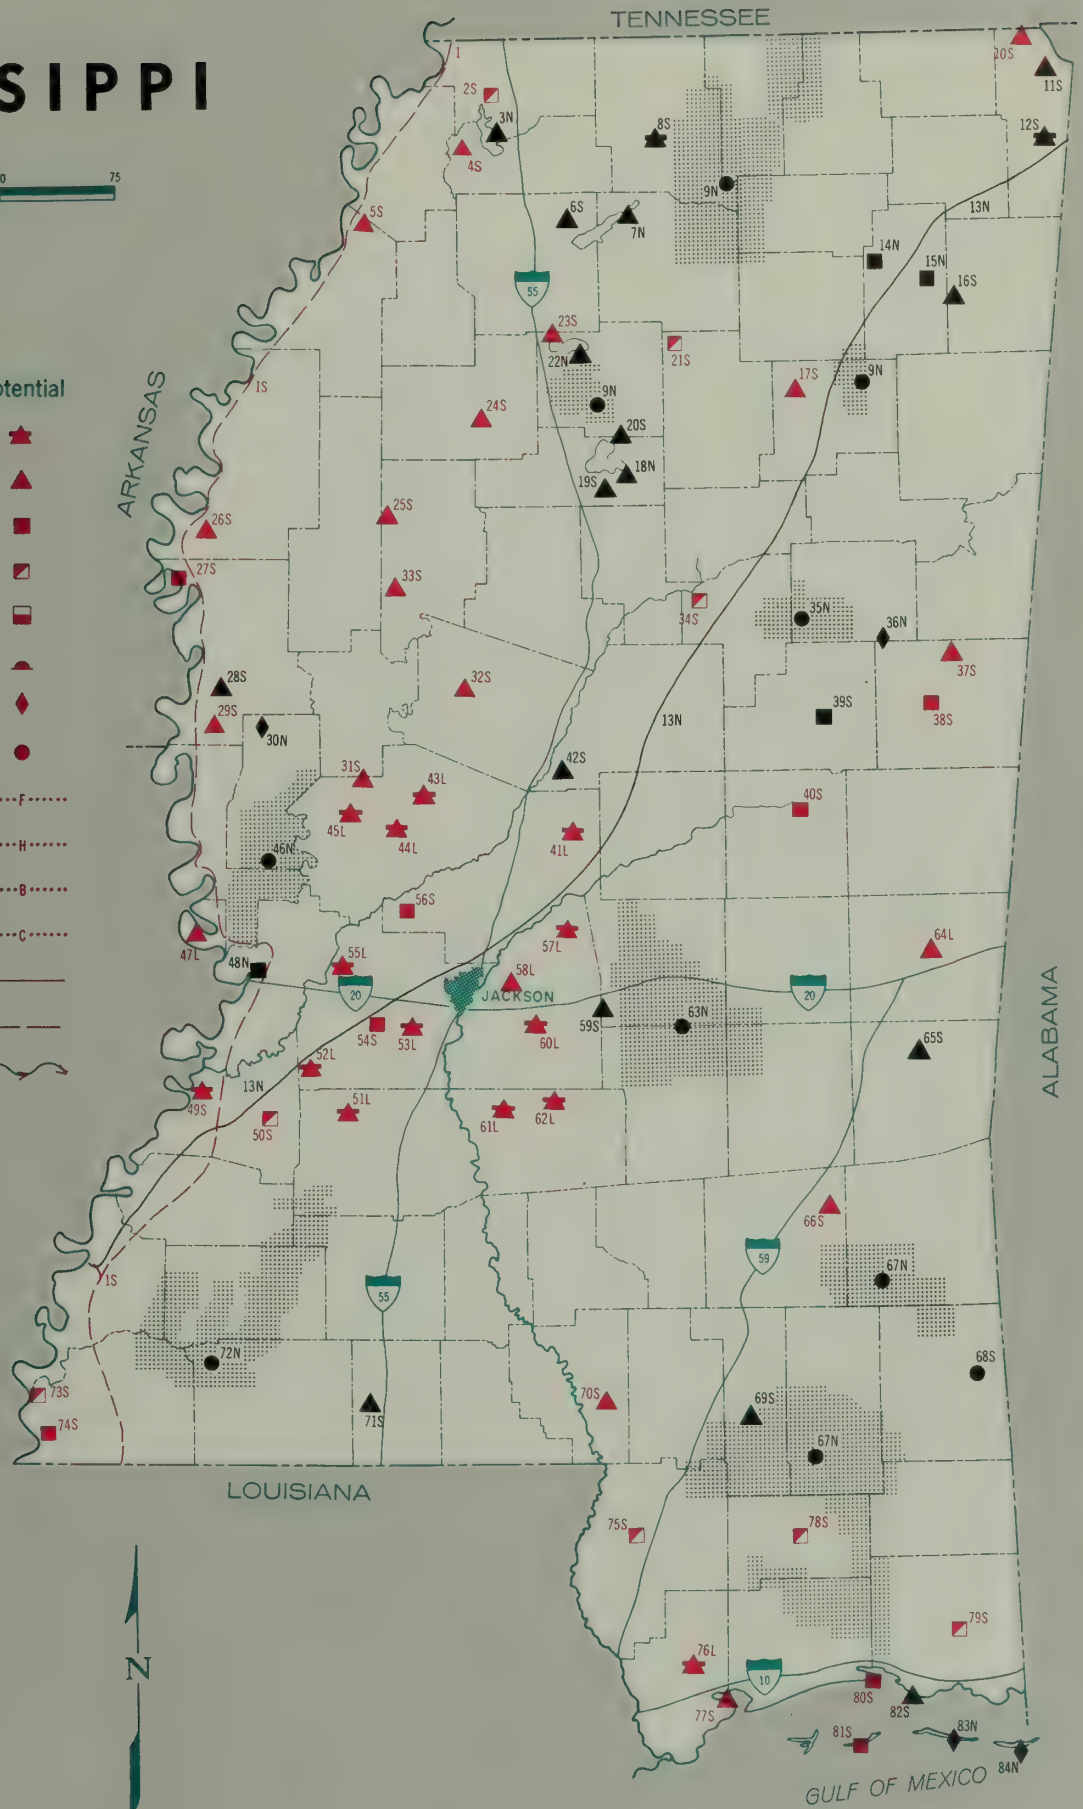 TENNESSEE
SIPPI
0 75
1
2S
3N
4S
5S
6S
7N
8S
9N
10S
11S
12S
13N
14N
15N
16S
55
23S
22N
21S
17S
9N
9N
1S
ARKANSAS
otential
24S
20S
18N
19S
25S
26S
27S
33S
34S
35N
36N
37S
38S
39S
28S
29S
30N
32S
13N
42S
31S
43L
45L
44L
41L
40S
F
H
B
C
46N
56S
47L
48N
55L
57L
58L
64L
20
JACKSON
20
54S
53L
60L
59S
63N
65S
ALABAMA
52L
49S
13N
50S
51L
61L
62L
66S
1S
55
59
67N
72N
68S
73S
74S
71S
70S
69S
67N
LOUISIANA
75S
78S
79S
N
76L
10
77S
80S
82S
81S
83N
84N
GULF OF MEXICO